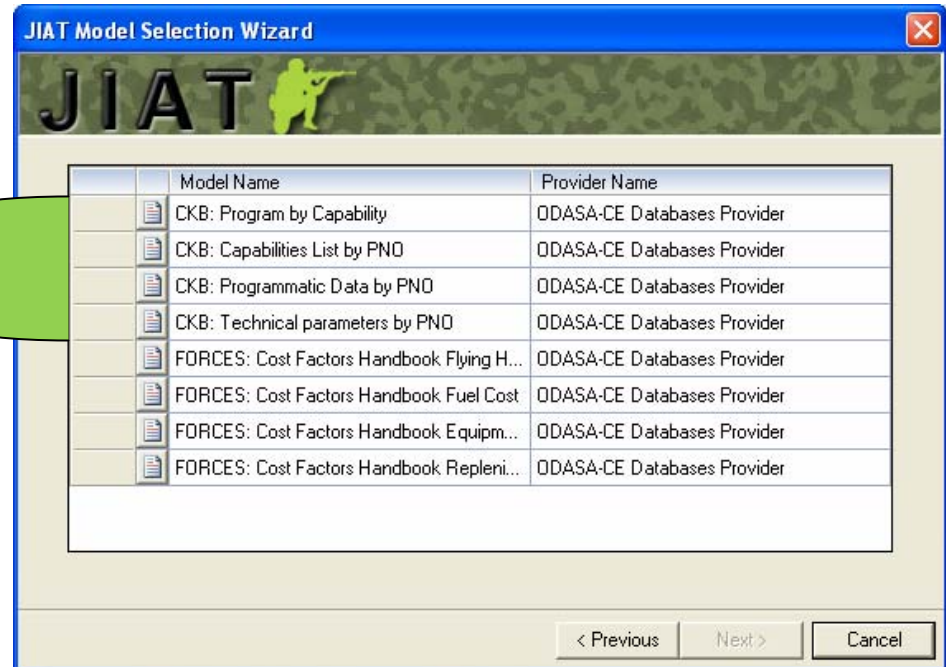 JIAT Model Selection Wizard
JIAT
Model Name Provider Name
CKB: Program by Capability ODASA-CE Databases Provider
CKB: Capabilities List by PNO ODASA-CE Databases Provider
CKB: Programmatic Data by PNO ODASA-CE Databases Provider
CKB: Technical parameters by PNO ODASA-CE Databases Provider
FORCES: Cost Factors Handbook Flying H... ODASA-CE Databases Provider
FORCES: Cost Factors Handbook Fuel Cost ODASA-CE Databases Provider
FORCES: Cost Factors Handbook Equipm... ODASA-CE Databases Provider
FORCES: Cost Factors Handbook Repleni... ODASA-CE Databases Provider
< Previous Next > Cancel